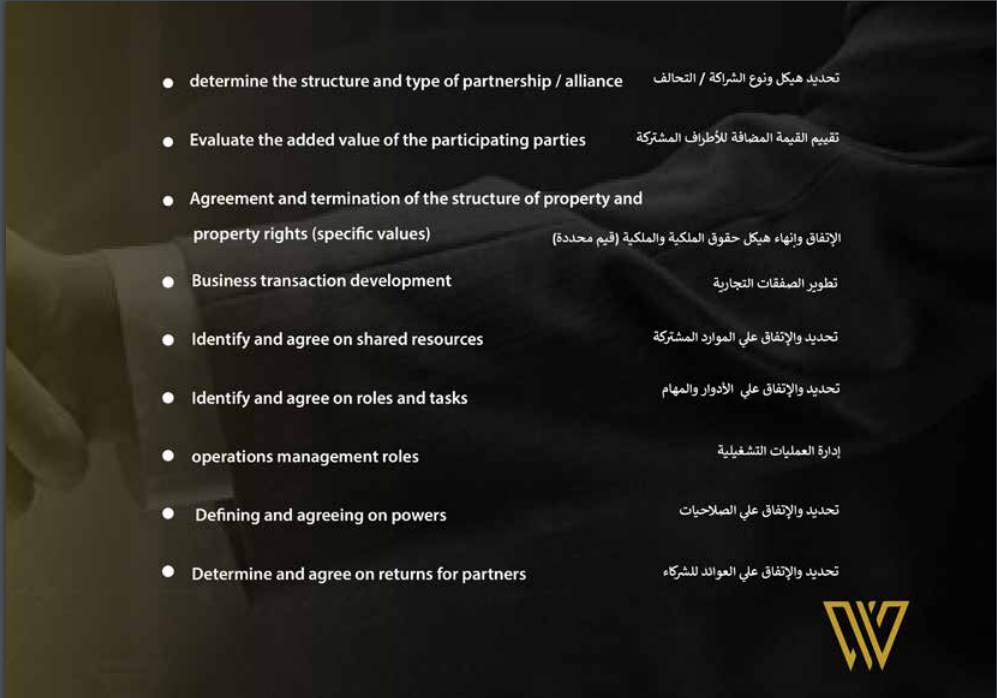 ● determine the structure and type of partnership / alliance
تحديد هيكل ونوع الشراكة / التحالف
● Evaluate the added value of the participating parties
تقييم القيمة المضافة للأطراف المشتركة
● Agreement and termination of the structure of property and
property rights (specific values)
الإتفاق وإنهاء هيكل حقوق الملكية والملكية (قيم محددة)
● Business transaction development
تطوير الصفقات التجارية
● Identify and agree on shared resources
تحديد والإتفاق علي الموارد المشتركة
● Identify and agree on roles and tasks
تحديد والإتفاق علي الأدوار والمهام
● operations management roles
إدارة العمليات التشغيلية
● Defining and agreeing on powers
تحديد والإتفاق علي الصلاحيات
● Determine and agree on returns for partners
تحديد والإتفاق علي العوائد للشركاء